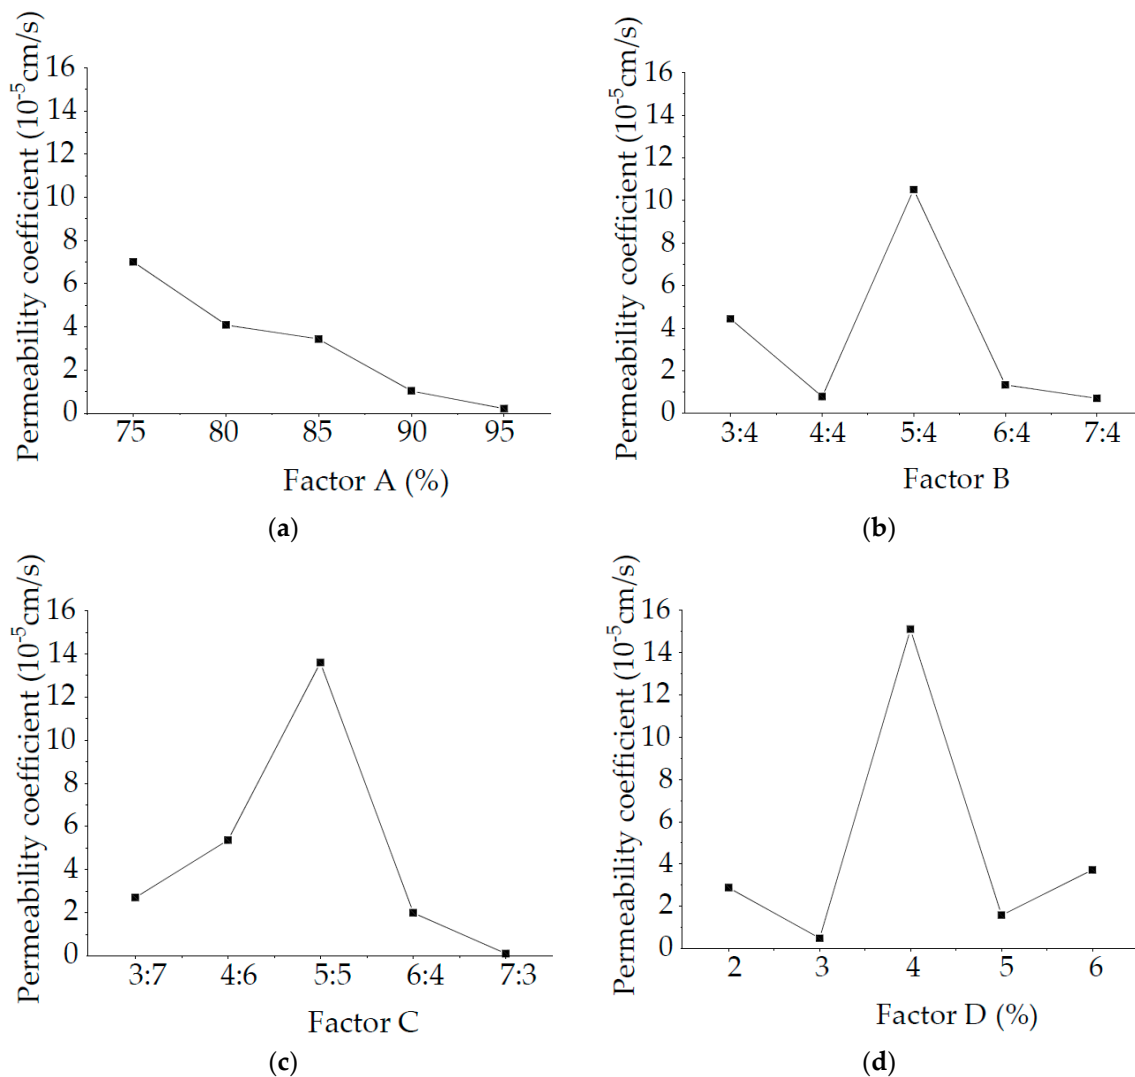 Permeability coefficient (10⁻⁵cm/s)
16
14
12
10
8
6
4
2
0
75 80 85 90 95
Factor A (%)
(a)
Permeability coefficient (10⁻⁵cm/s)
16
14
12
10
8
6
4
2
0
3:4 4:4 5:4 6:4 7:4
Factor B
(b)
Permeability coefficient (10⁻⁵cm/s)
16
14
12
10
8
6
4
2
0
3:7 4:6 5:5 6:4 7:3
Factor C
(c)
Permeability coefficient (10⁻⁵cm/s)
16
14
12
10
8
6
4
2
0
2 3 4 5 6
Factor D (%)
(d)